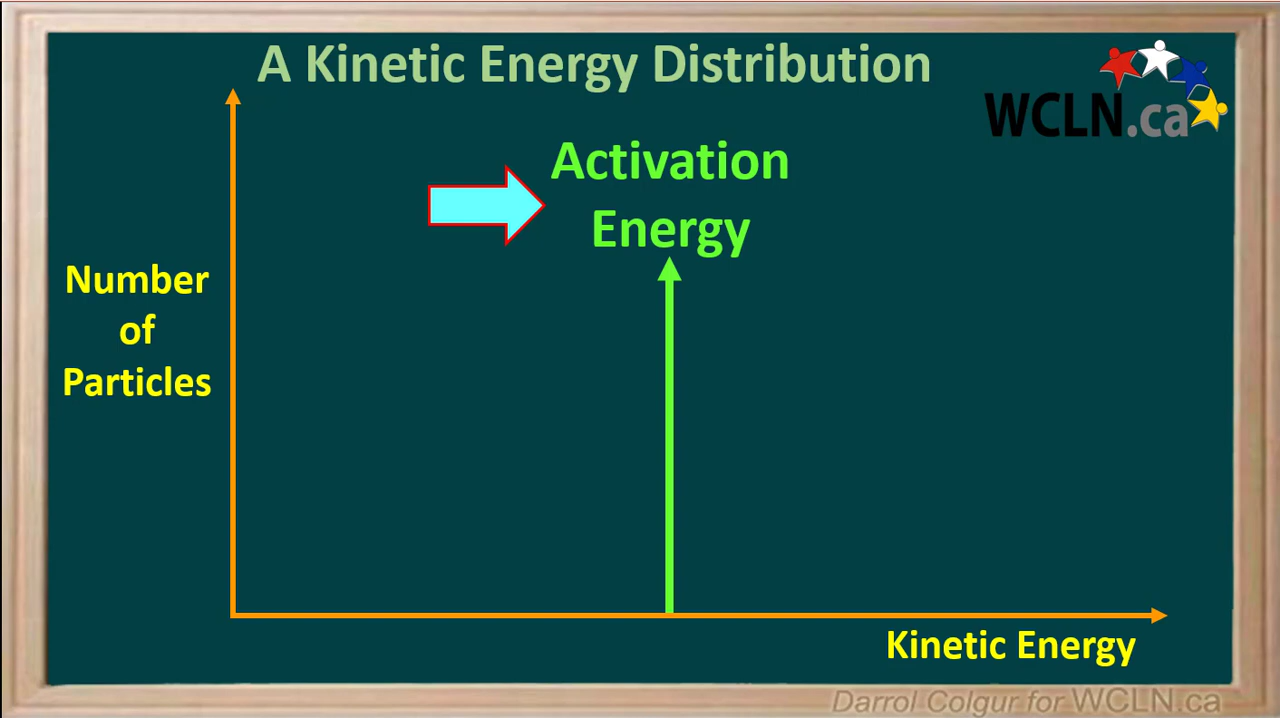 A Kinetic Energy Distribution
WCLN.ca
Activation
Energy
Number
of
Particles
Kinetic Energy
Darrol Colgur for WCLN.ca